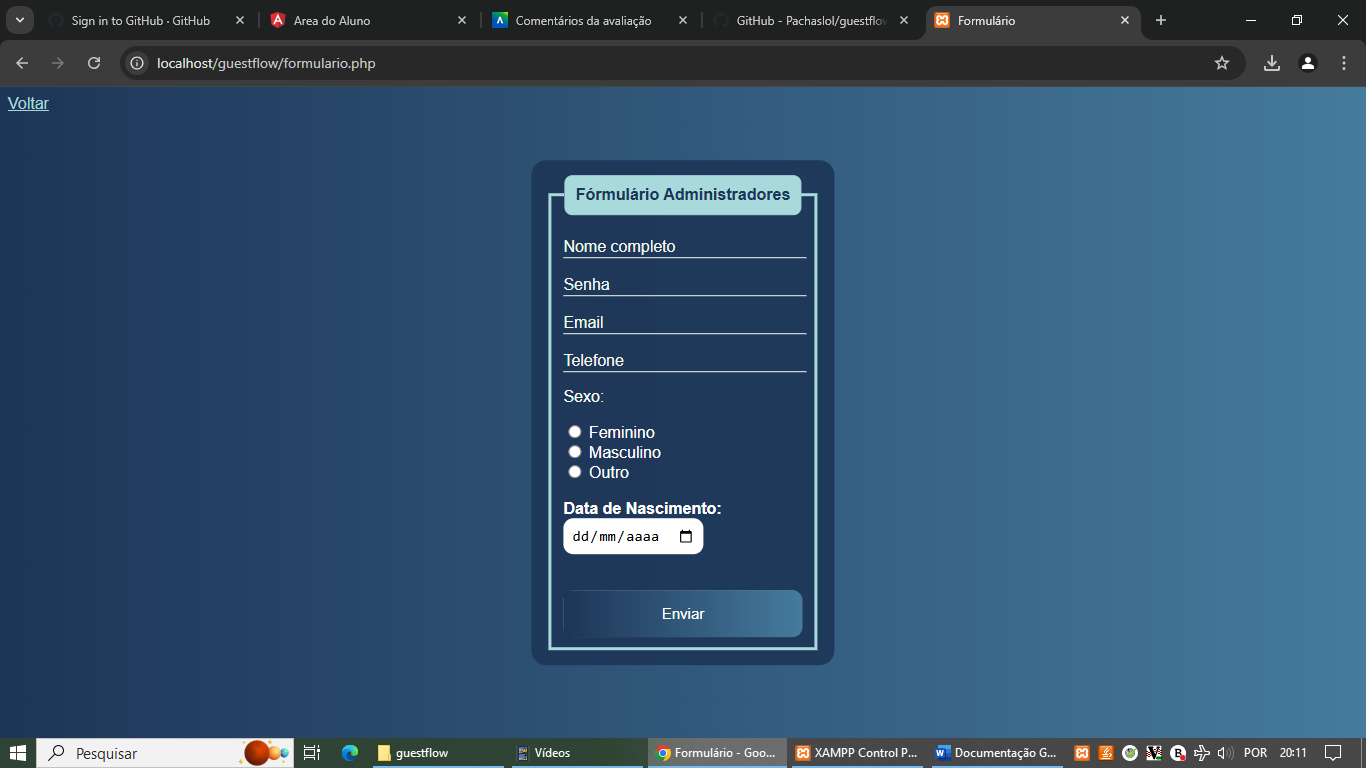 Sign in to GitHub · GitHub
Area do Aluno
Comentários da avaliação
GitHub - Pachaslol/guestflow
Formulário
localhost/guestflow/formulario.php
Voltar
Fórmulário Administradores
Nome completo
Senha
Email
Telefone
Sexo:
Feminino
Masculino
Outro
Data de Nascimento:
dd/mm/aaaa
Enviar
Pesquisar
guestflow
Vídeos
Formulário - Goo...
XAMPP Control P...
Documentação G...
POR
20:11